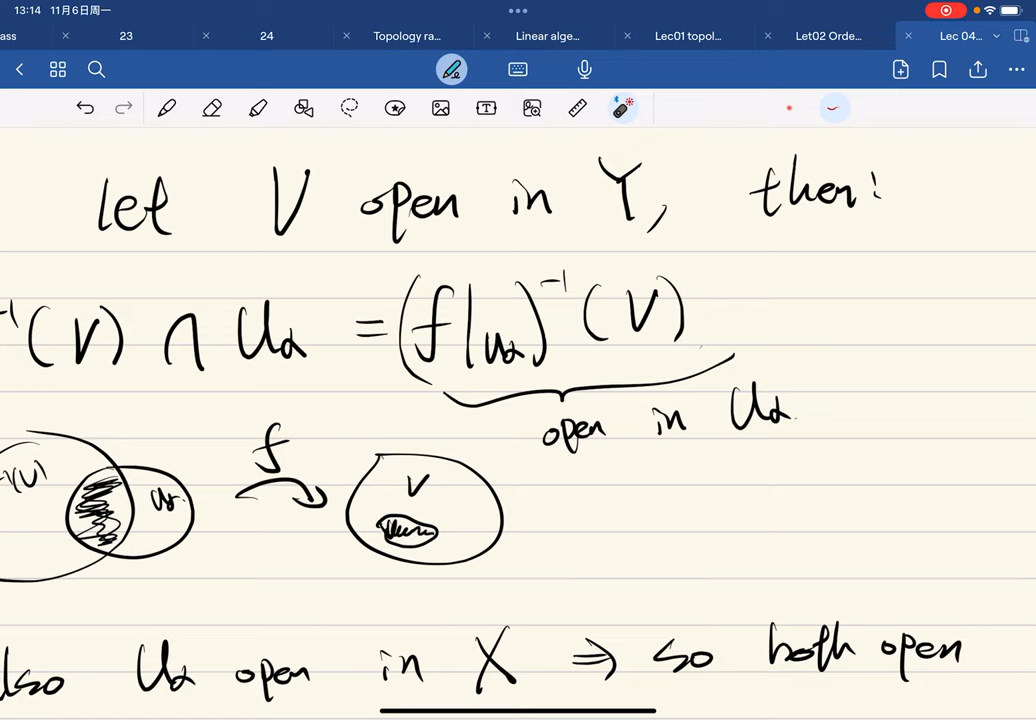 13:14 11月6日周一
ass 23 24 Topology ra... Linear alge... Lec01 topol... Let02 Orde... Lec 04...
let V open in Y, then:
⁻¹(V) ∩ Uα = (f|Uα)⁻¹(V)
open in Uα
f
⁻¹(V) Uα V
also Uα open in X ⇒ so both open